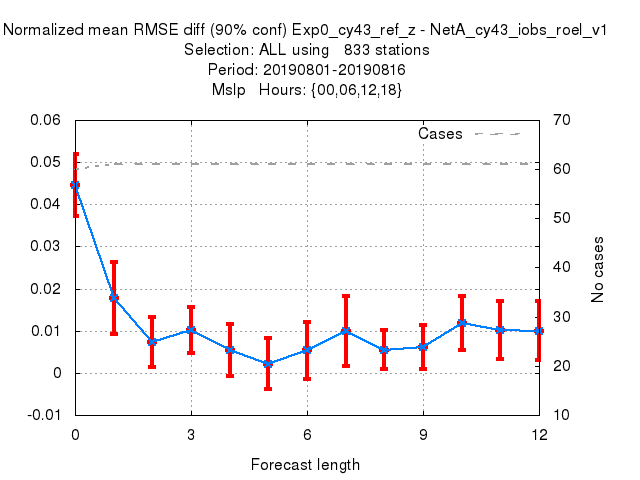 Normalized mean RMSE diff (90% conf) Exp0_cy43_ref_z - NetA_cy43_iobs_roel_v1
Selection: ALL using   833 stations
Period: 20190801-20190816
Mslp   Hours: {00,06,12,18}
Cases
0.06
0.05
0.04
0.03
0.02
0.01
0
-0.01
70
60
50
40
30
20
10
No cases
0 3 6 9 12
Forecast length